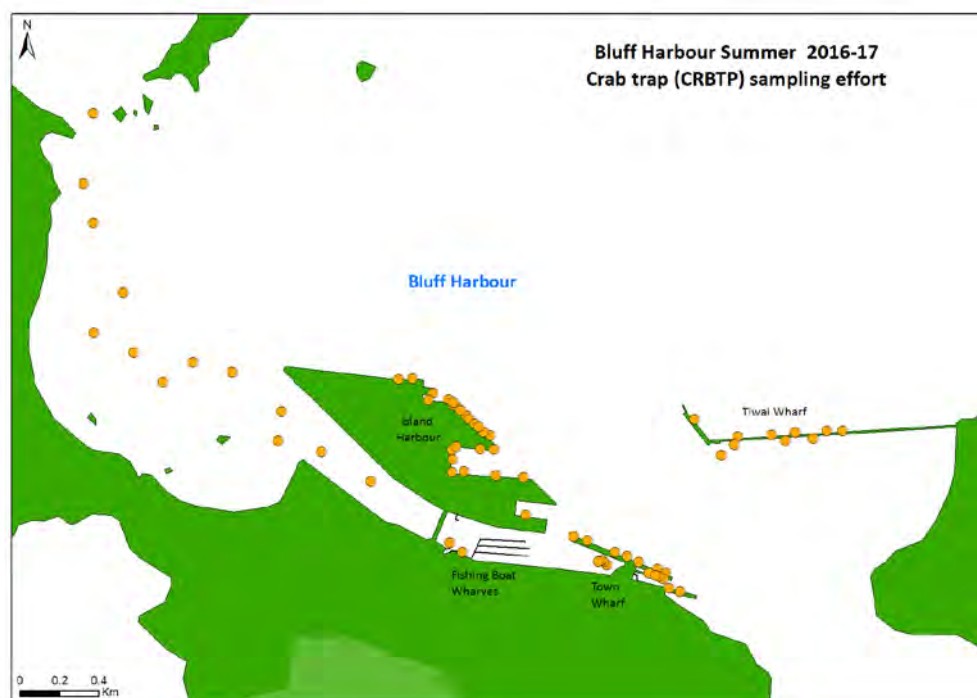 N
Bluff Harbour Summer 2016-17
Crab trap (CRBTP) sampling effort
Bluff Harbour
Island
Harbour
Tiwai Wharf
Fishing Boat
Wharves
Town
Wharf
0 0.2 0.4
Km